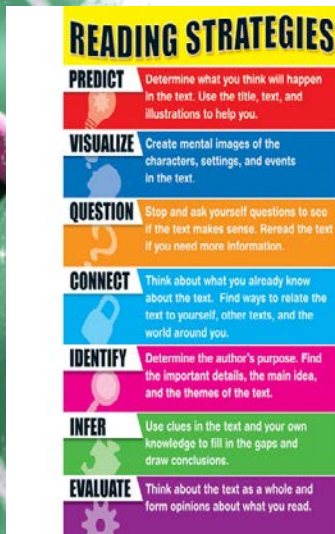 READING STRATEGIES
PREDICT
Determine what you think will happen
in the text. Use the title, text, and
illustrations to help you.
VISUALIZE
Create mental images of the
characters, settings, and events
in the text.
QUESTION
Stop and ask yourself questions to see
if the text makes sense. Reread the text
if you need more information.
CONNECT
Think about what you already know
about the text. Find ways to relate the
text to yourself, other texts, and the
world around you.
IDENTIFY
Determine the author's purpose. Find
the important details, the main idea,
and the themes of the text.
INFER
Use clues in the text and your own
knowledge to fill in the gaps and
draw conclusions.
EVALUATE
Think about the text as a whole and
form opinions about what you read.